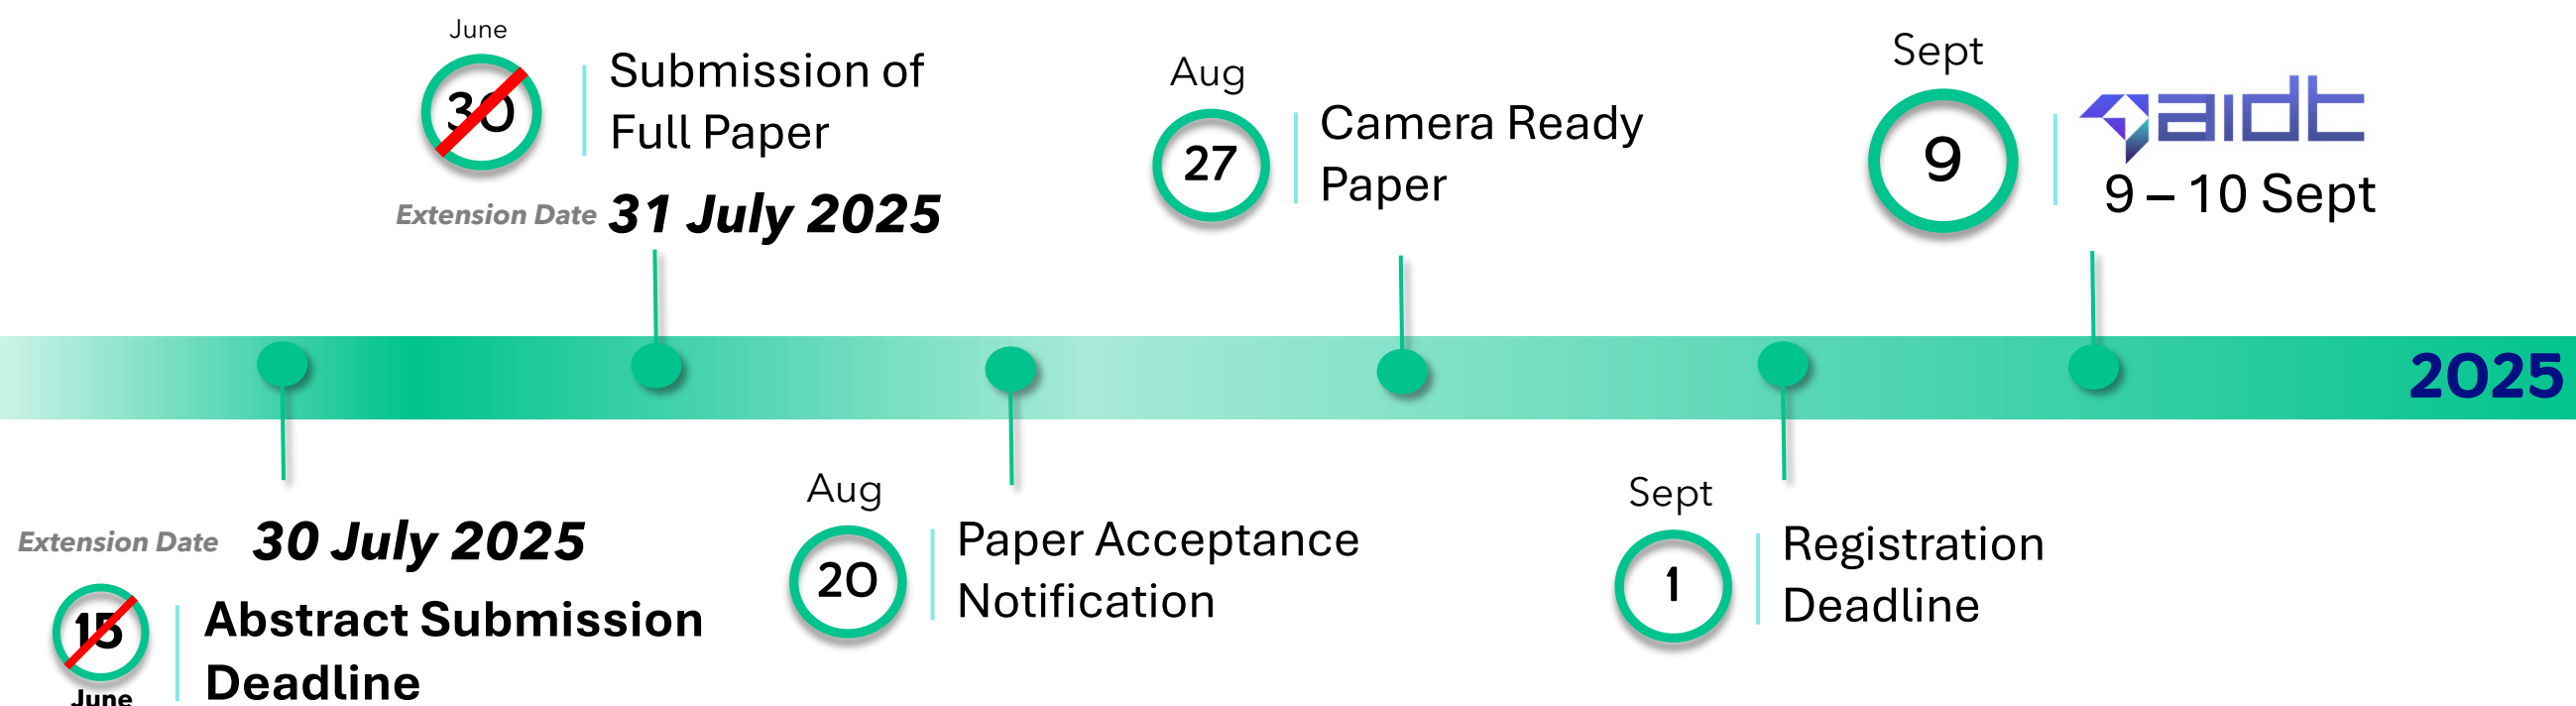 June
30
Submission of
Full Paper
Extension Date 31 July 2025
Aug
27
Camera Ready
Paper
Sept
9
aidt
9 – 10 Sept
2025
Extension Date 30 July 2025
15
June
Abstract Submission
Deadline
Aug
20
Paper Acceptance
Notification
Sept
1
Registration
Deadline